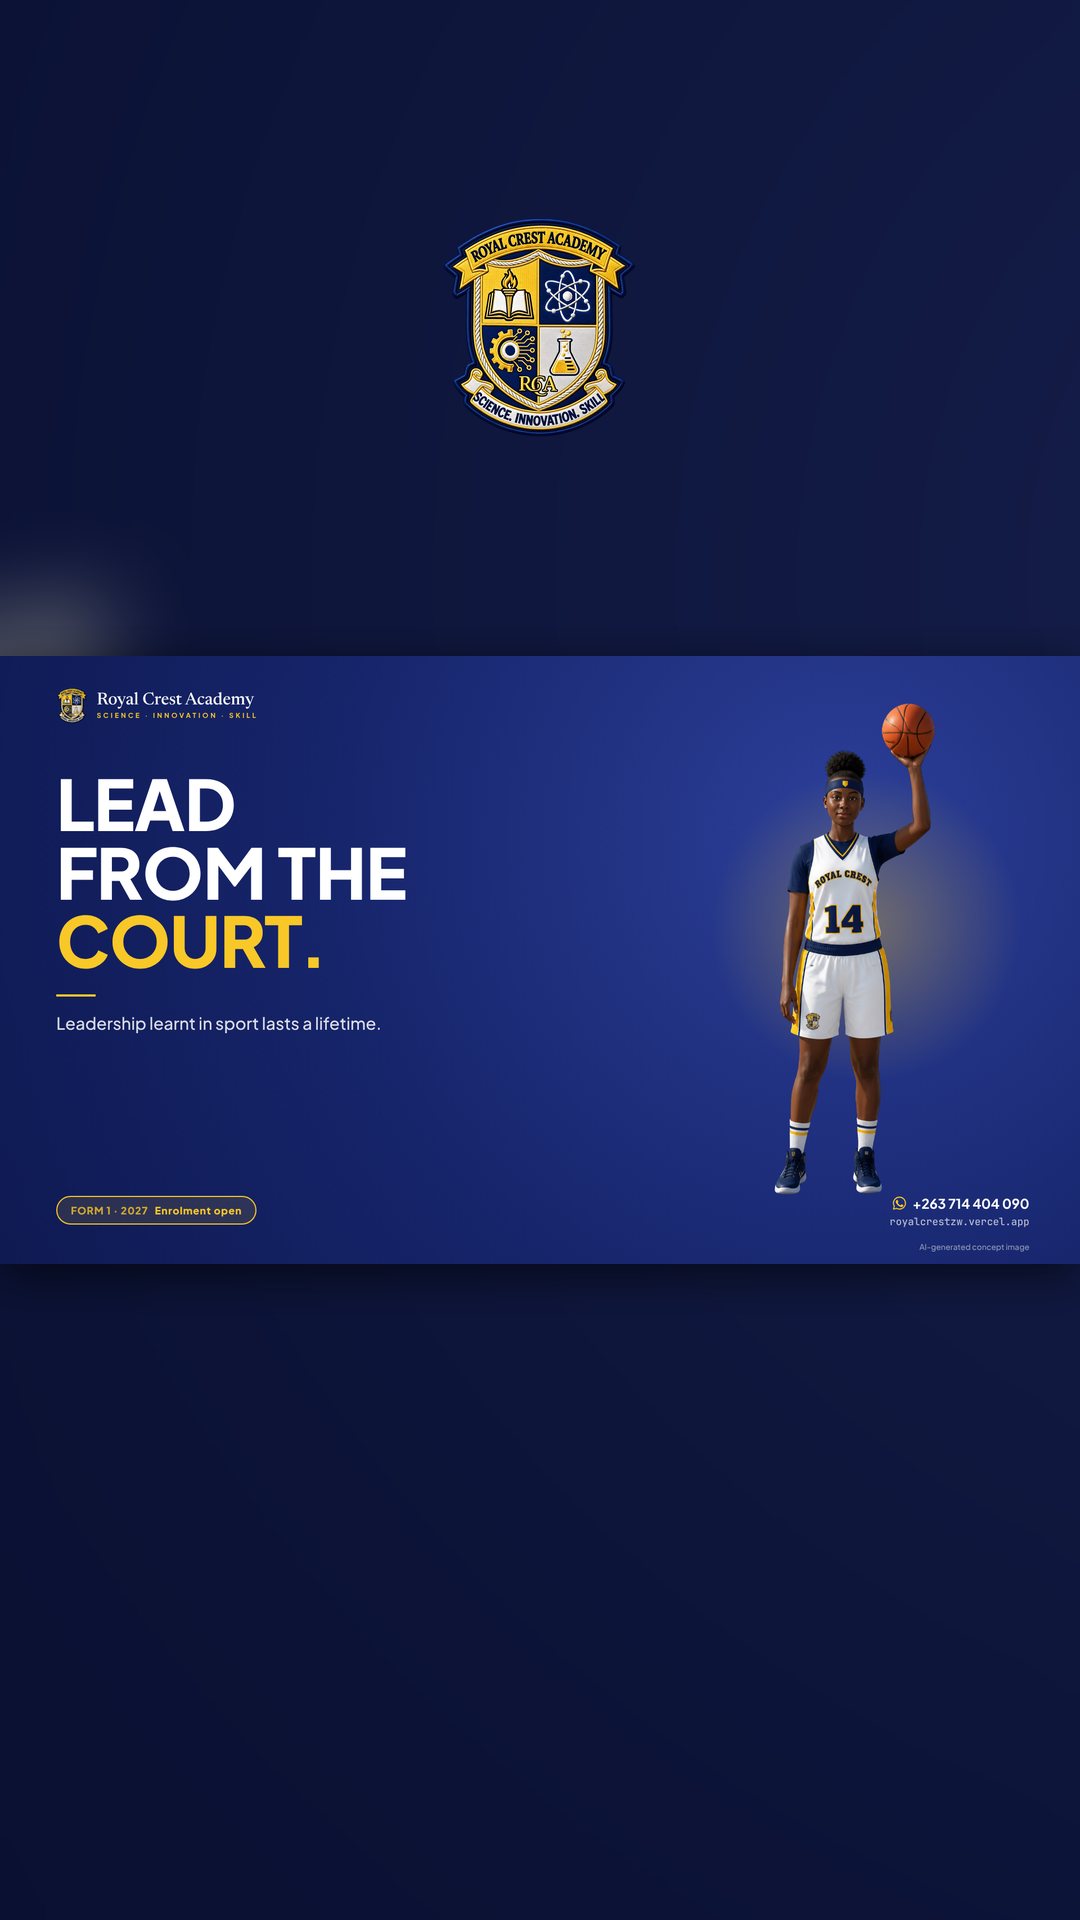 ROYAL CREST ACADEMY
RCA
SCIENCE. INNOVATION. SKILL
Royal Crest Academy
SCIENCE · INNOVATION · SKILL
LEAD
FROM THE
COURT.
Leadership learnt in sport lasts a lifetime.
ROYAL CREST
14
FORM 1 · 2027 Enrolment open
+263 714 404 090
royalcrestzw.vercel.app
AI-generated concept image